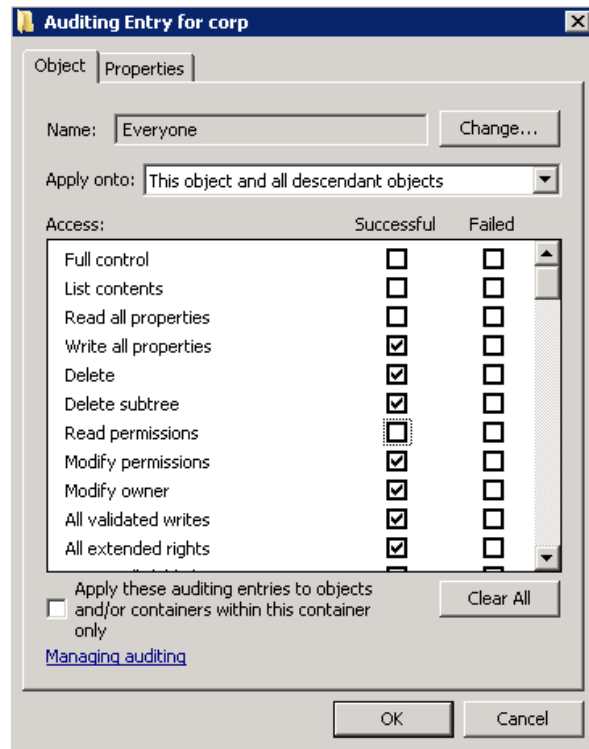 Auditing Entry for corp
Object Properties
Name: Everyone Change...
Apply onto: This object and all descendant objects
Access: Successful Failed
Full control
List contents
Read all properties
Write all properties
Delete
Delete subtree
Read permissions
Modify permissions
Modify owner
All validated writes
All extended rights
Apply these auditing entries to objects
and/or containers within this container
only
Clear All
Managing auditing
OK Cancel